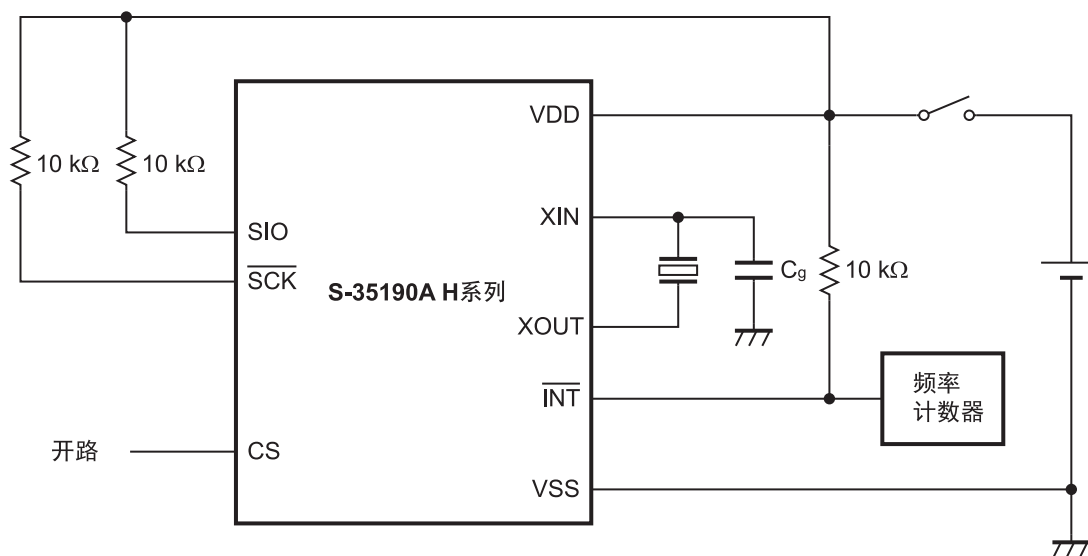 VDD
10 kΩ
10 kΩ
XIN
SIO
SCK
Cg
10 kΩ
S-35190A H系列
XOUT
INT
频率
计数器
开路
CS
VSS